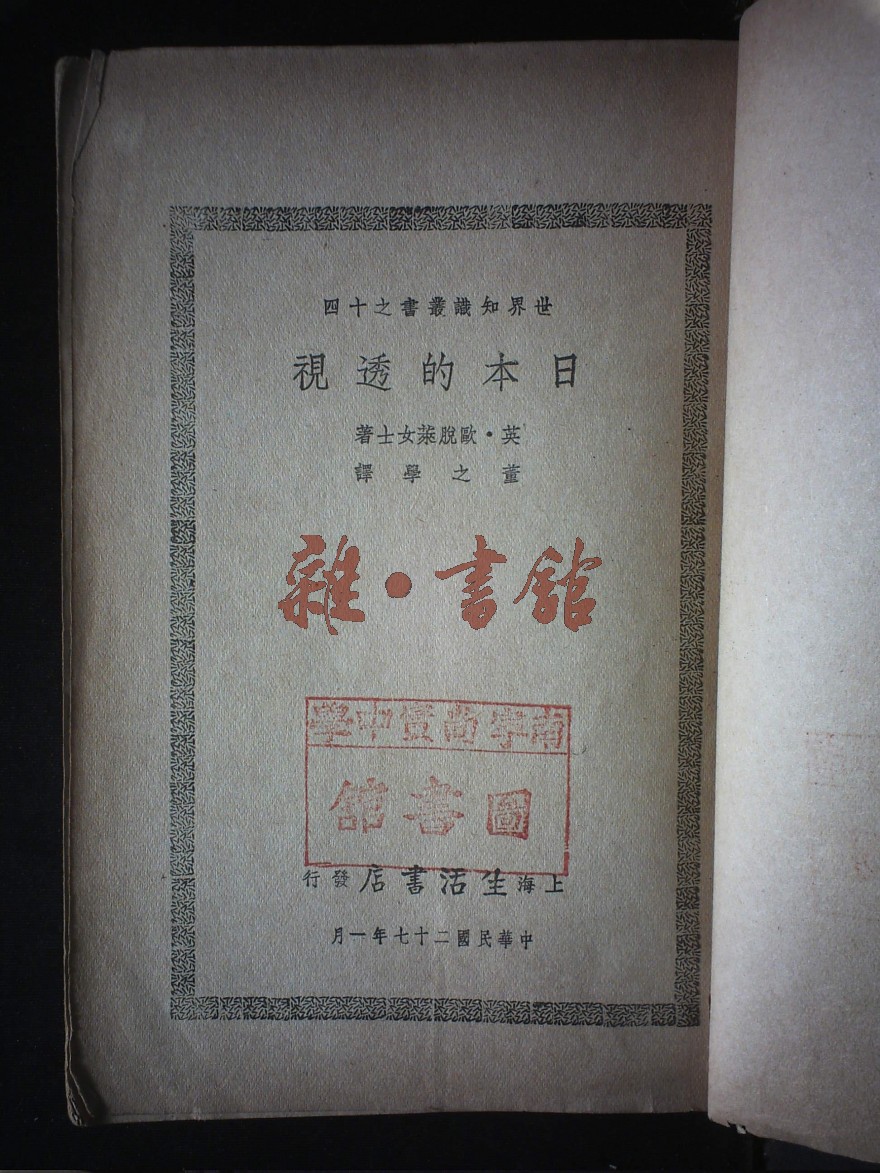 世界知識叢書之十四
日本的透視
英·歐脫萊女士著
董之學譯
雜·書館
南寧尚實中學
圖書館
上海生活書店發行
中華民國二十七年一月